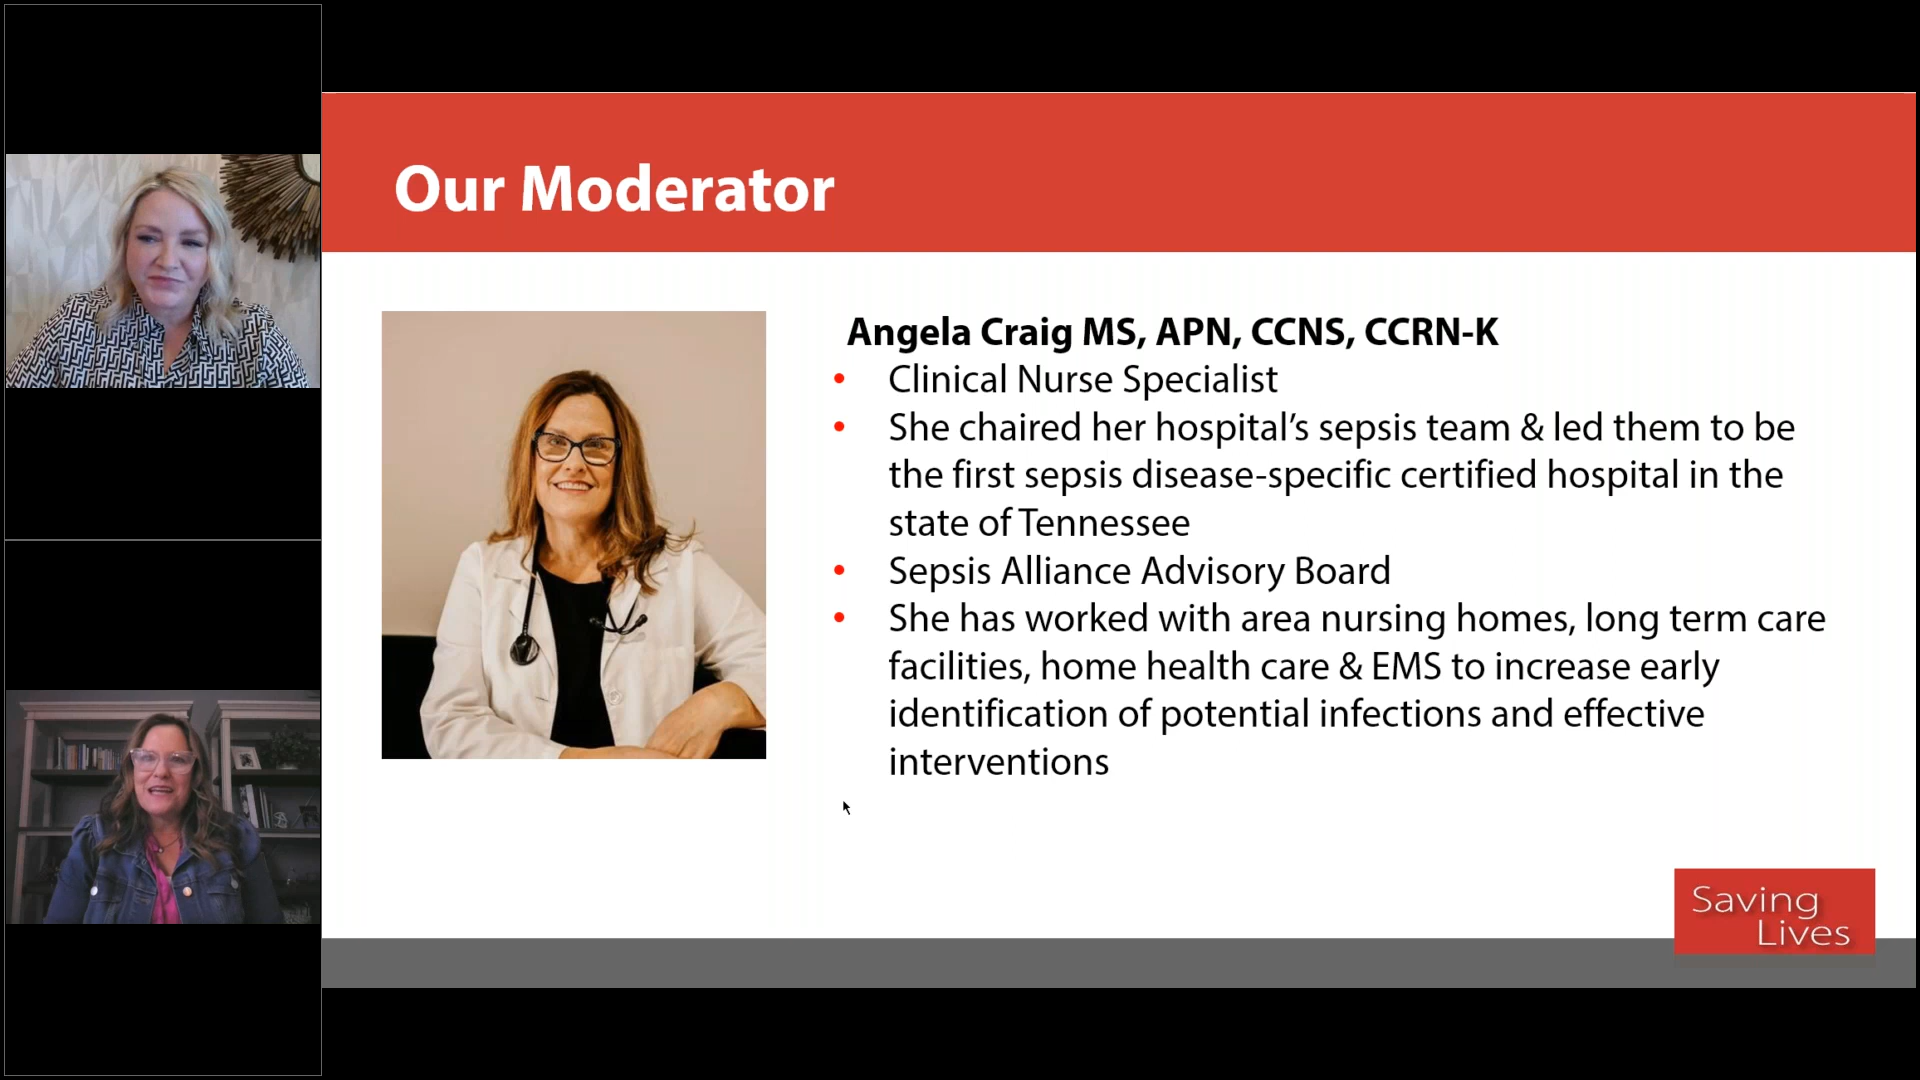 Our Moderator
Angela Craig MS, APN, CCNS, CCRN-K
• Clinical Nurse Specialist
• She chaired her hospital’s sepsis team & led them to be
the first sepsis disease-specific certified hospital in the
state of Tennessee
• Sepsis Alliance Advisory Board
• She has worked with area nursing homes, long term care
facilities, home health care & EMS to increase early
identification of potential infections and effective
interventions
Saving
Lives